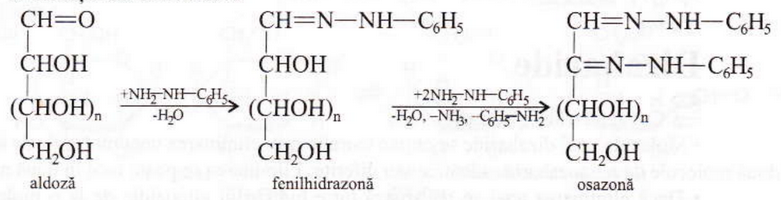 CH=O CH=N—NH—C₆H₅ CH=N—NH—C₆H₅
CHOH CHOH C=N—NH—C₆H₅
+NH₂-NH—C₆H₅ +2NH₂-NH—C₆H₅
(CHOH)ₙ (CHOH)ₙ (CHOH)ₙ
-H₂O -H₂O, -NH₃, -C₆H₅-NH₂
CH₂OH CH₂OH CH₂OH
aldoză fenilhidrazonă osazonă